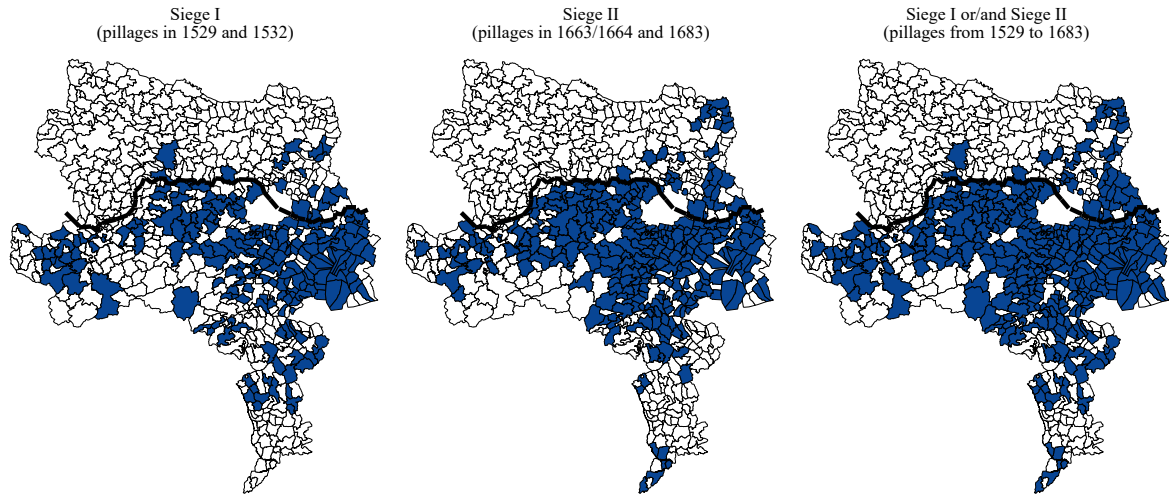 Siege I
(pillages in 1529 and 1532)
Siege II
(pillages in 1663/1664 and 1683)
Siege I or/and Siege II
(pillages from 1529 to 1683)